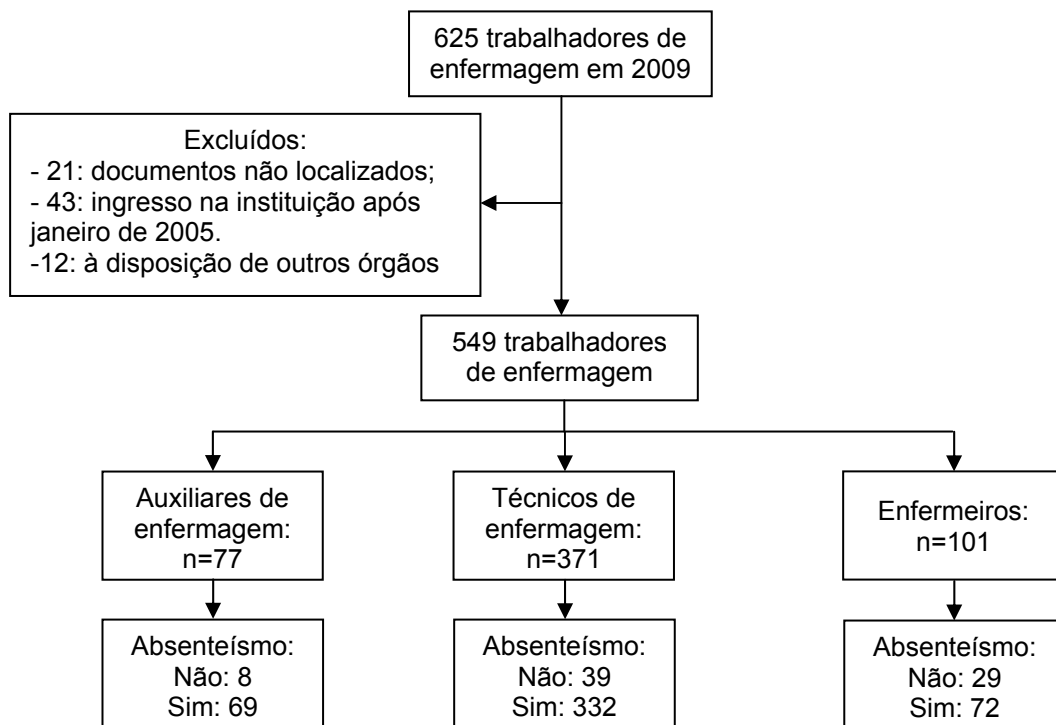 625 trabalhadores de
enfermagem em 2009
Excluídos:
- 21: documentos não localizados;
- 43: ingresso na instituição após
janeiro de 2005.
-12: à disposição de outros órgãos
549 trabalhadores
de enfermagem
Auxiliares de
enfermagem:
n=77
Técnicos de
enfermagem:
n=371
Enfermeiros:
n=101
Absenteísmo:
Não: 8
Sim: 69
Absenteísmo:
Não: 39
Sim: 332
Absenteísmo:
Não: 29
Sim: 72